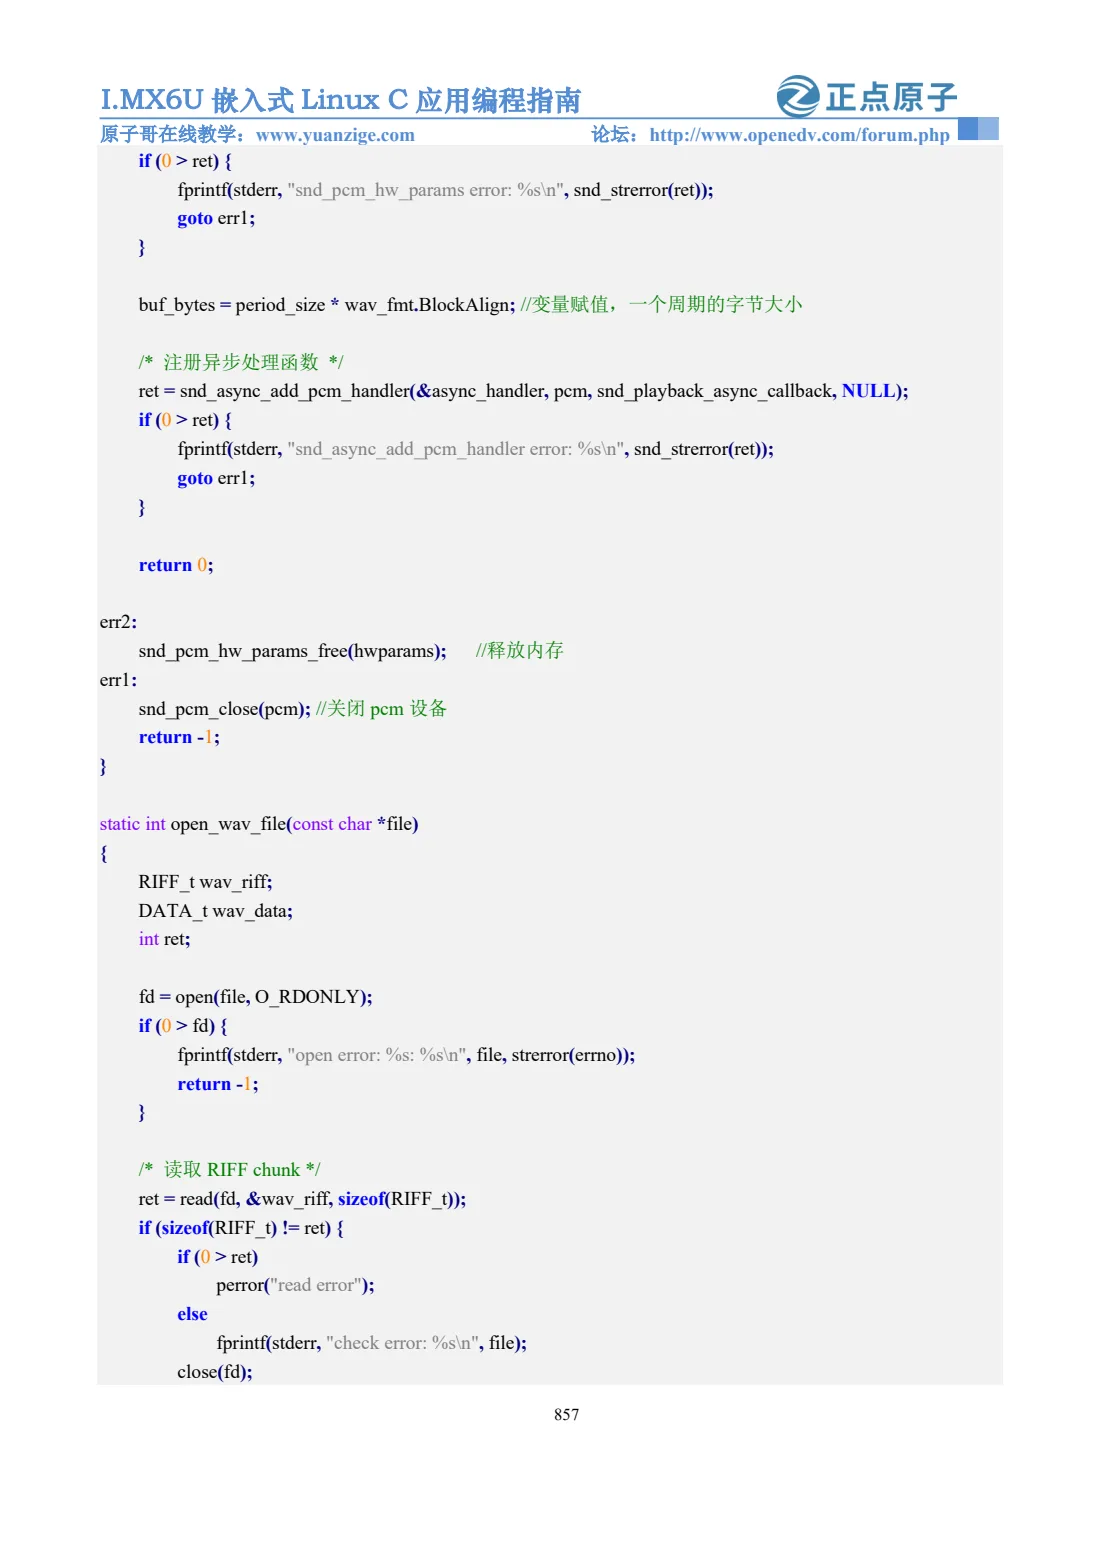 I.MX6U 嵌入式 Linux C 应用编程指南
正点原子
原子哥在线教学：www.yuanzige.com 论坛：http://www.openedv.com/forum.php
if (0 > ret) {
fprintf(stderr, "snd_pcm_hw_params error: %s\n", snd_strerror(ret));
goto err1;
}
buf_bytes = period_size * wav_fmt.BlockAlign; //变量赋值，一个周期的字节大小
/* 注册异步处理函数 */
ret = snd_async_add_pcm_handler(&async_handler, pcm, snd_playback_async_callback, NULL);
if (0 > ret) {
fprintf(stderr, "snd_async_add_pcm_handler error: %s\n", snd_strerror(ret));
goto err1;
}
return 0;
err2:
snd_pcm_hw_params_free(hwparams); //释放内存
err1:
snd_pcm_close(pcm); //关闭 pcm 设备
return -1;
}
static int open_wav_file(const char *file)
{
RIFF_t wav_riff;
DATA_t wav_data;
int ret;
fd = open(file, O_RDONLY);
if (0 > fd) {
fprintf(stderr, "open error: %s: %s\n", file, strerror(errno));
return -1;
}
/* 读取 RIFF chunk */
ret = read(fd, &wav_riff, sizeof(RIFF_t));
if (sizeof(RIFF_t) != ret) {
if (0 > ret)
perror("read error");
else
fprintf(stderr, "check error: %s\n", file);
close(fd);
857